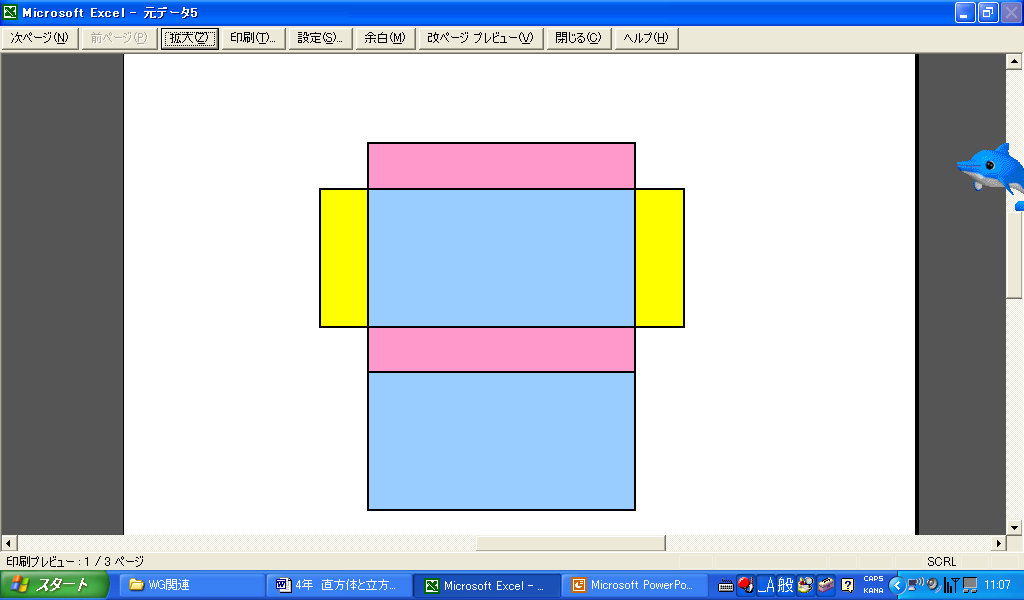 Microsoft Excel - 元データ5
次ページ(N) 前ページ(P) 拡大(Z) 印刷(T)... 設定(S)... 余白(M) 改ページ プレビュー(V) 閉じる(C) ヘルプ(H)
印刷プレビュー : 1 / 3 ページ SCRL
スタート WG関連 4年 直方体と立方... Microsoft Excel - ... Microsoft PowerPo... _A 般 CAPS KANA 11:07